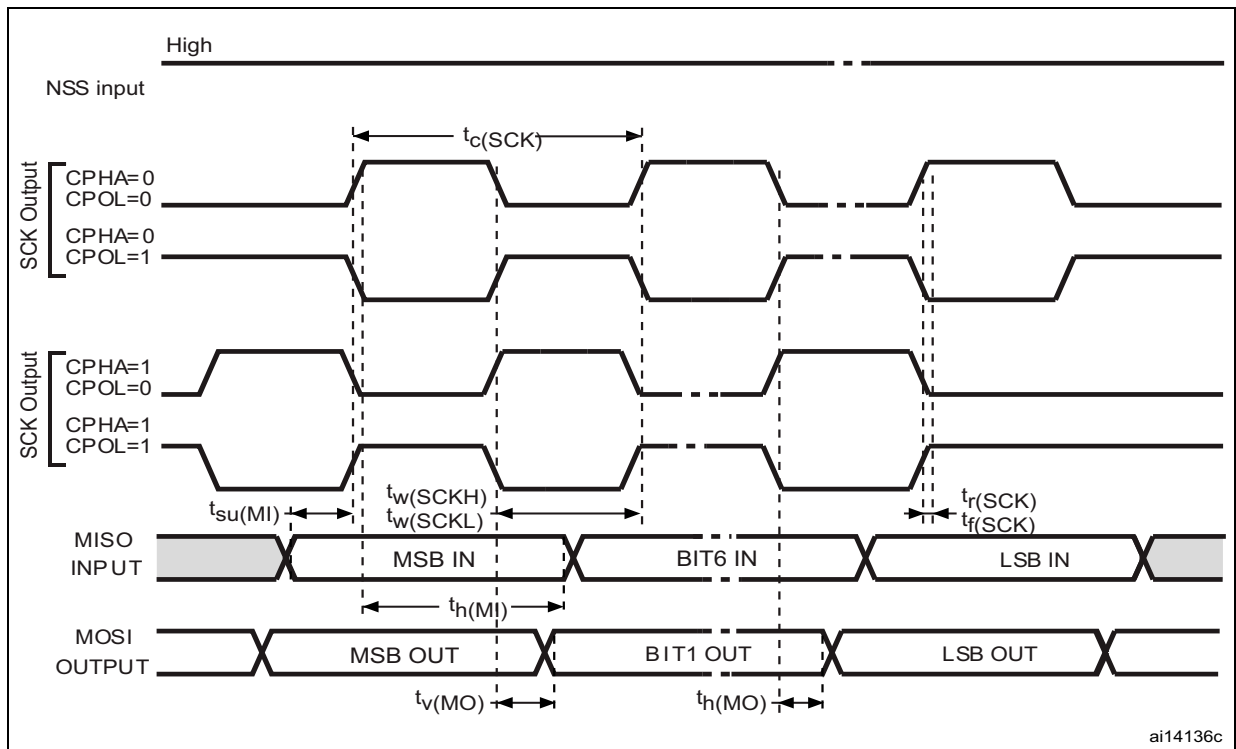 High
NSS input
tc(SCK)
SCK Output
CPHA=0
CPOL=0
CPHA=0
CPOL=1
SCK Output
CPHA=1
CPOL=0
CPHA=1
CPOL=1
tsu(MI)
tw(SCKH)
tw(SCKL)
tr(SCK)
tf(SCK)
MISO
INPUT
MSB IN
BIT6 IN
LSB IN
th(MI)
MOSI
OUTPUT
MSB OUT
BIT1 OUT
LSB OUT
tv(MO)
th(MO)
ai14136c